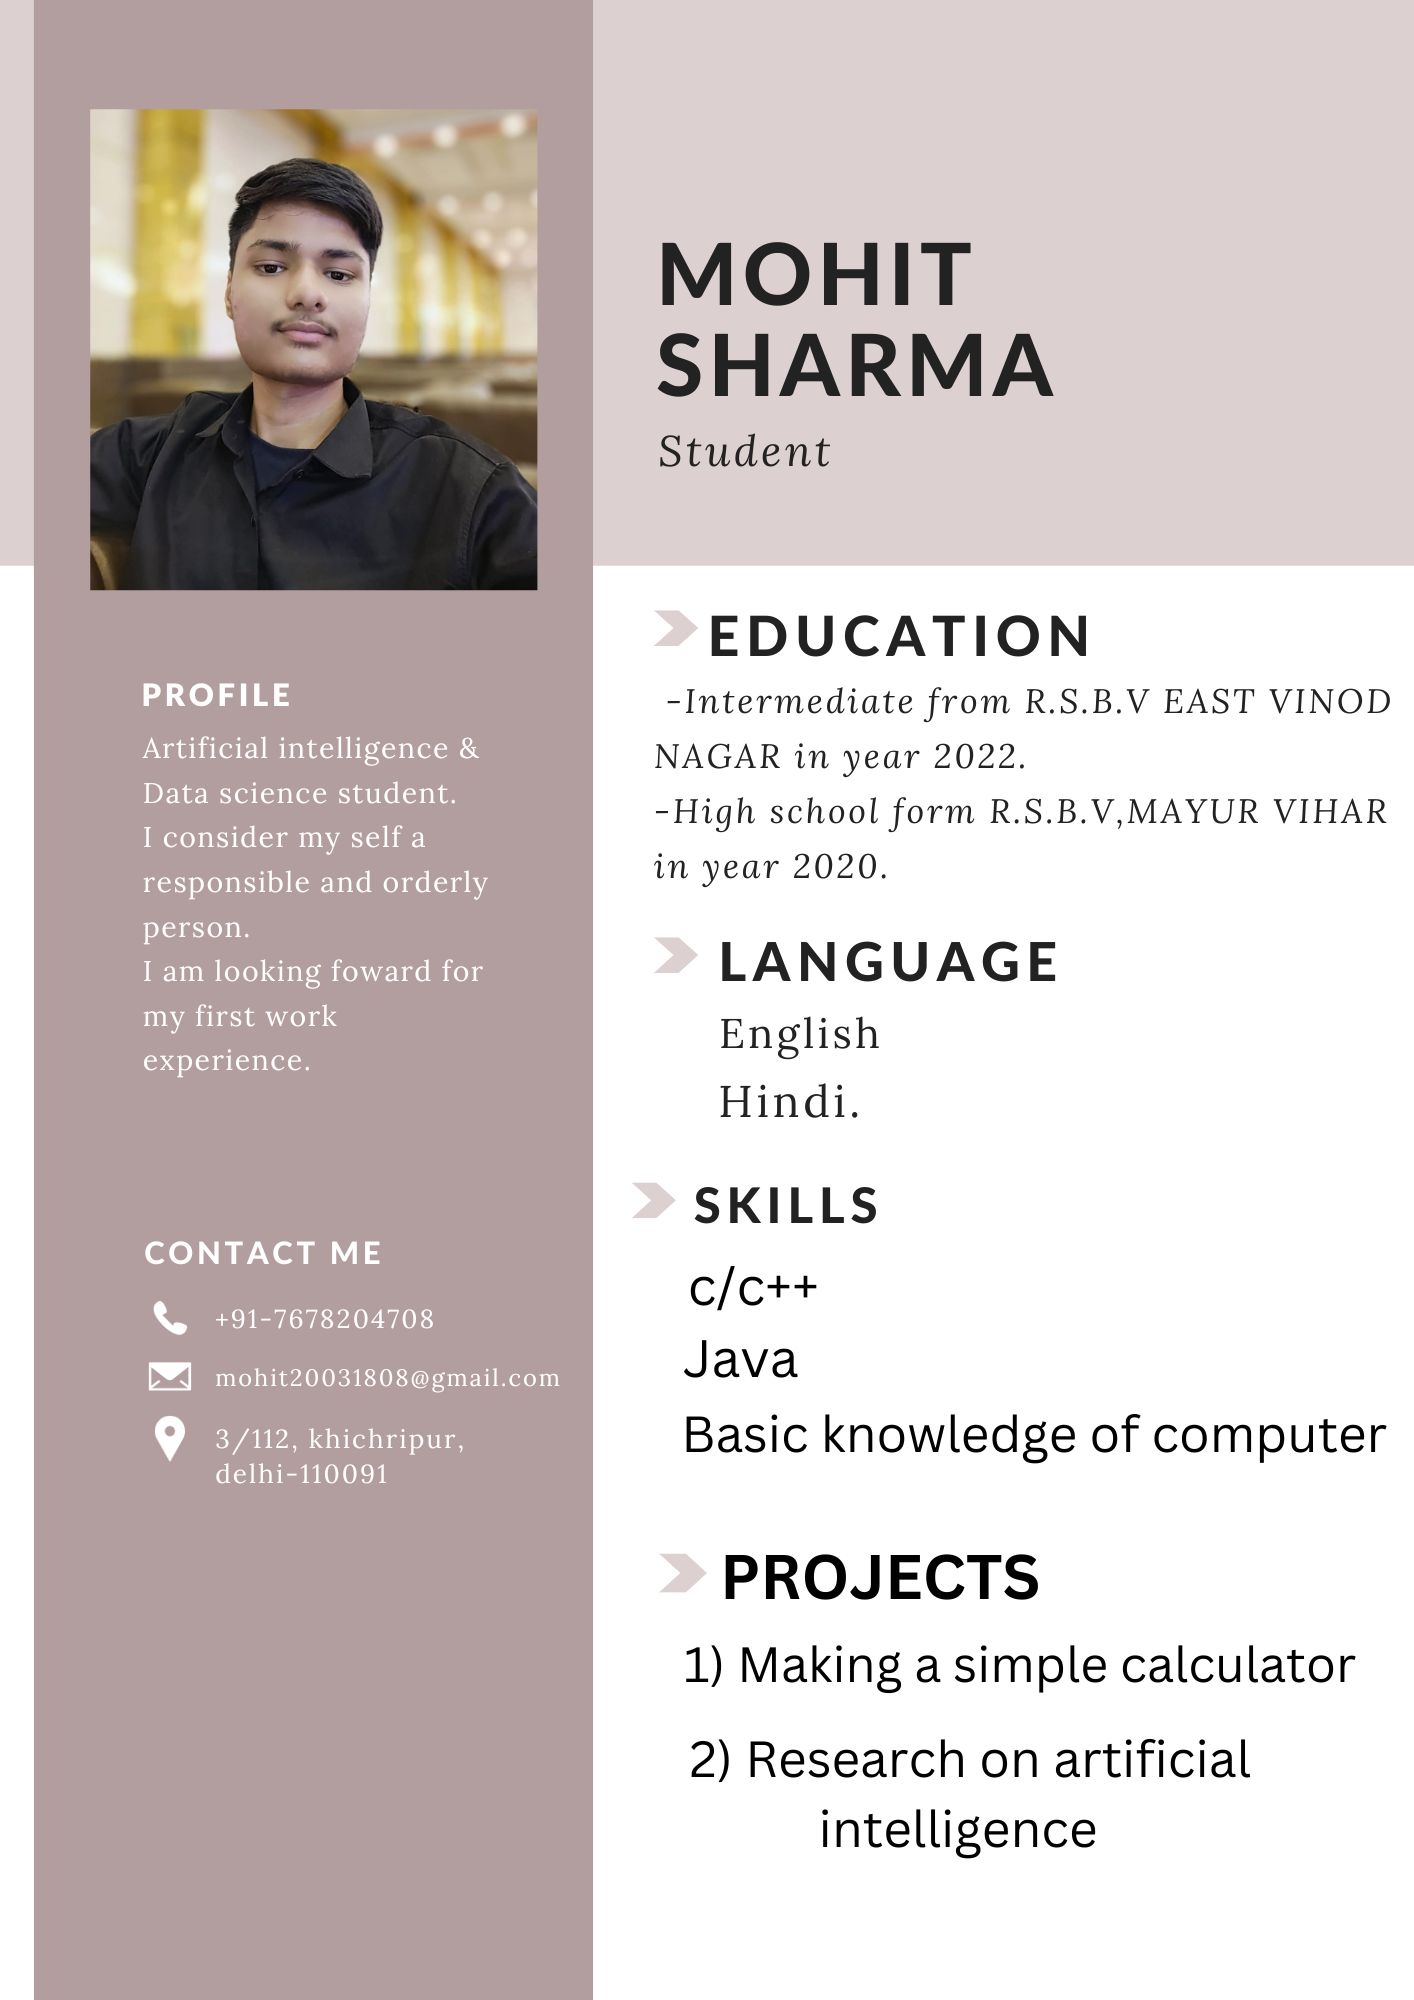 MOHIT
SHARMA
Student
PROFILE
Artificial intelligence &
Data science student.
I consider my self a
responsible and orderly
person.
I am looking foward for
my first work
experience.
CONTACT ME
+91-7678204708
mohit20031808@gmail.com
3/112, khichripur,
delhi-110091
EDUCATION
-Intermediate from R.S.B.V EAST VINOD
NAGAR in year 2022.
-High school form R.S.B.V,MAYUR VIHAR
in year 2020.
LANGUAGE
English
Hindi.
SKILLS
c/c++
Java
Basic knowledge of computer
PROJECTS
1) Making a simple calculator
2) Research on artificial
intelligence